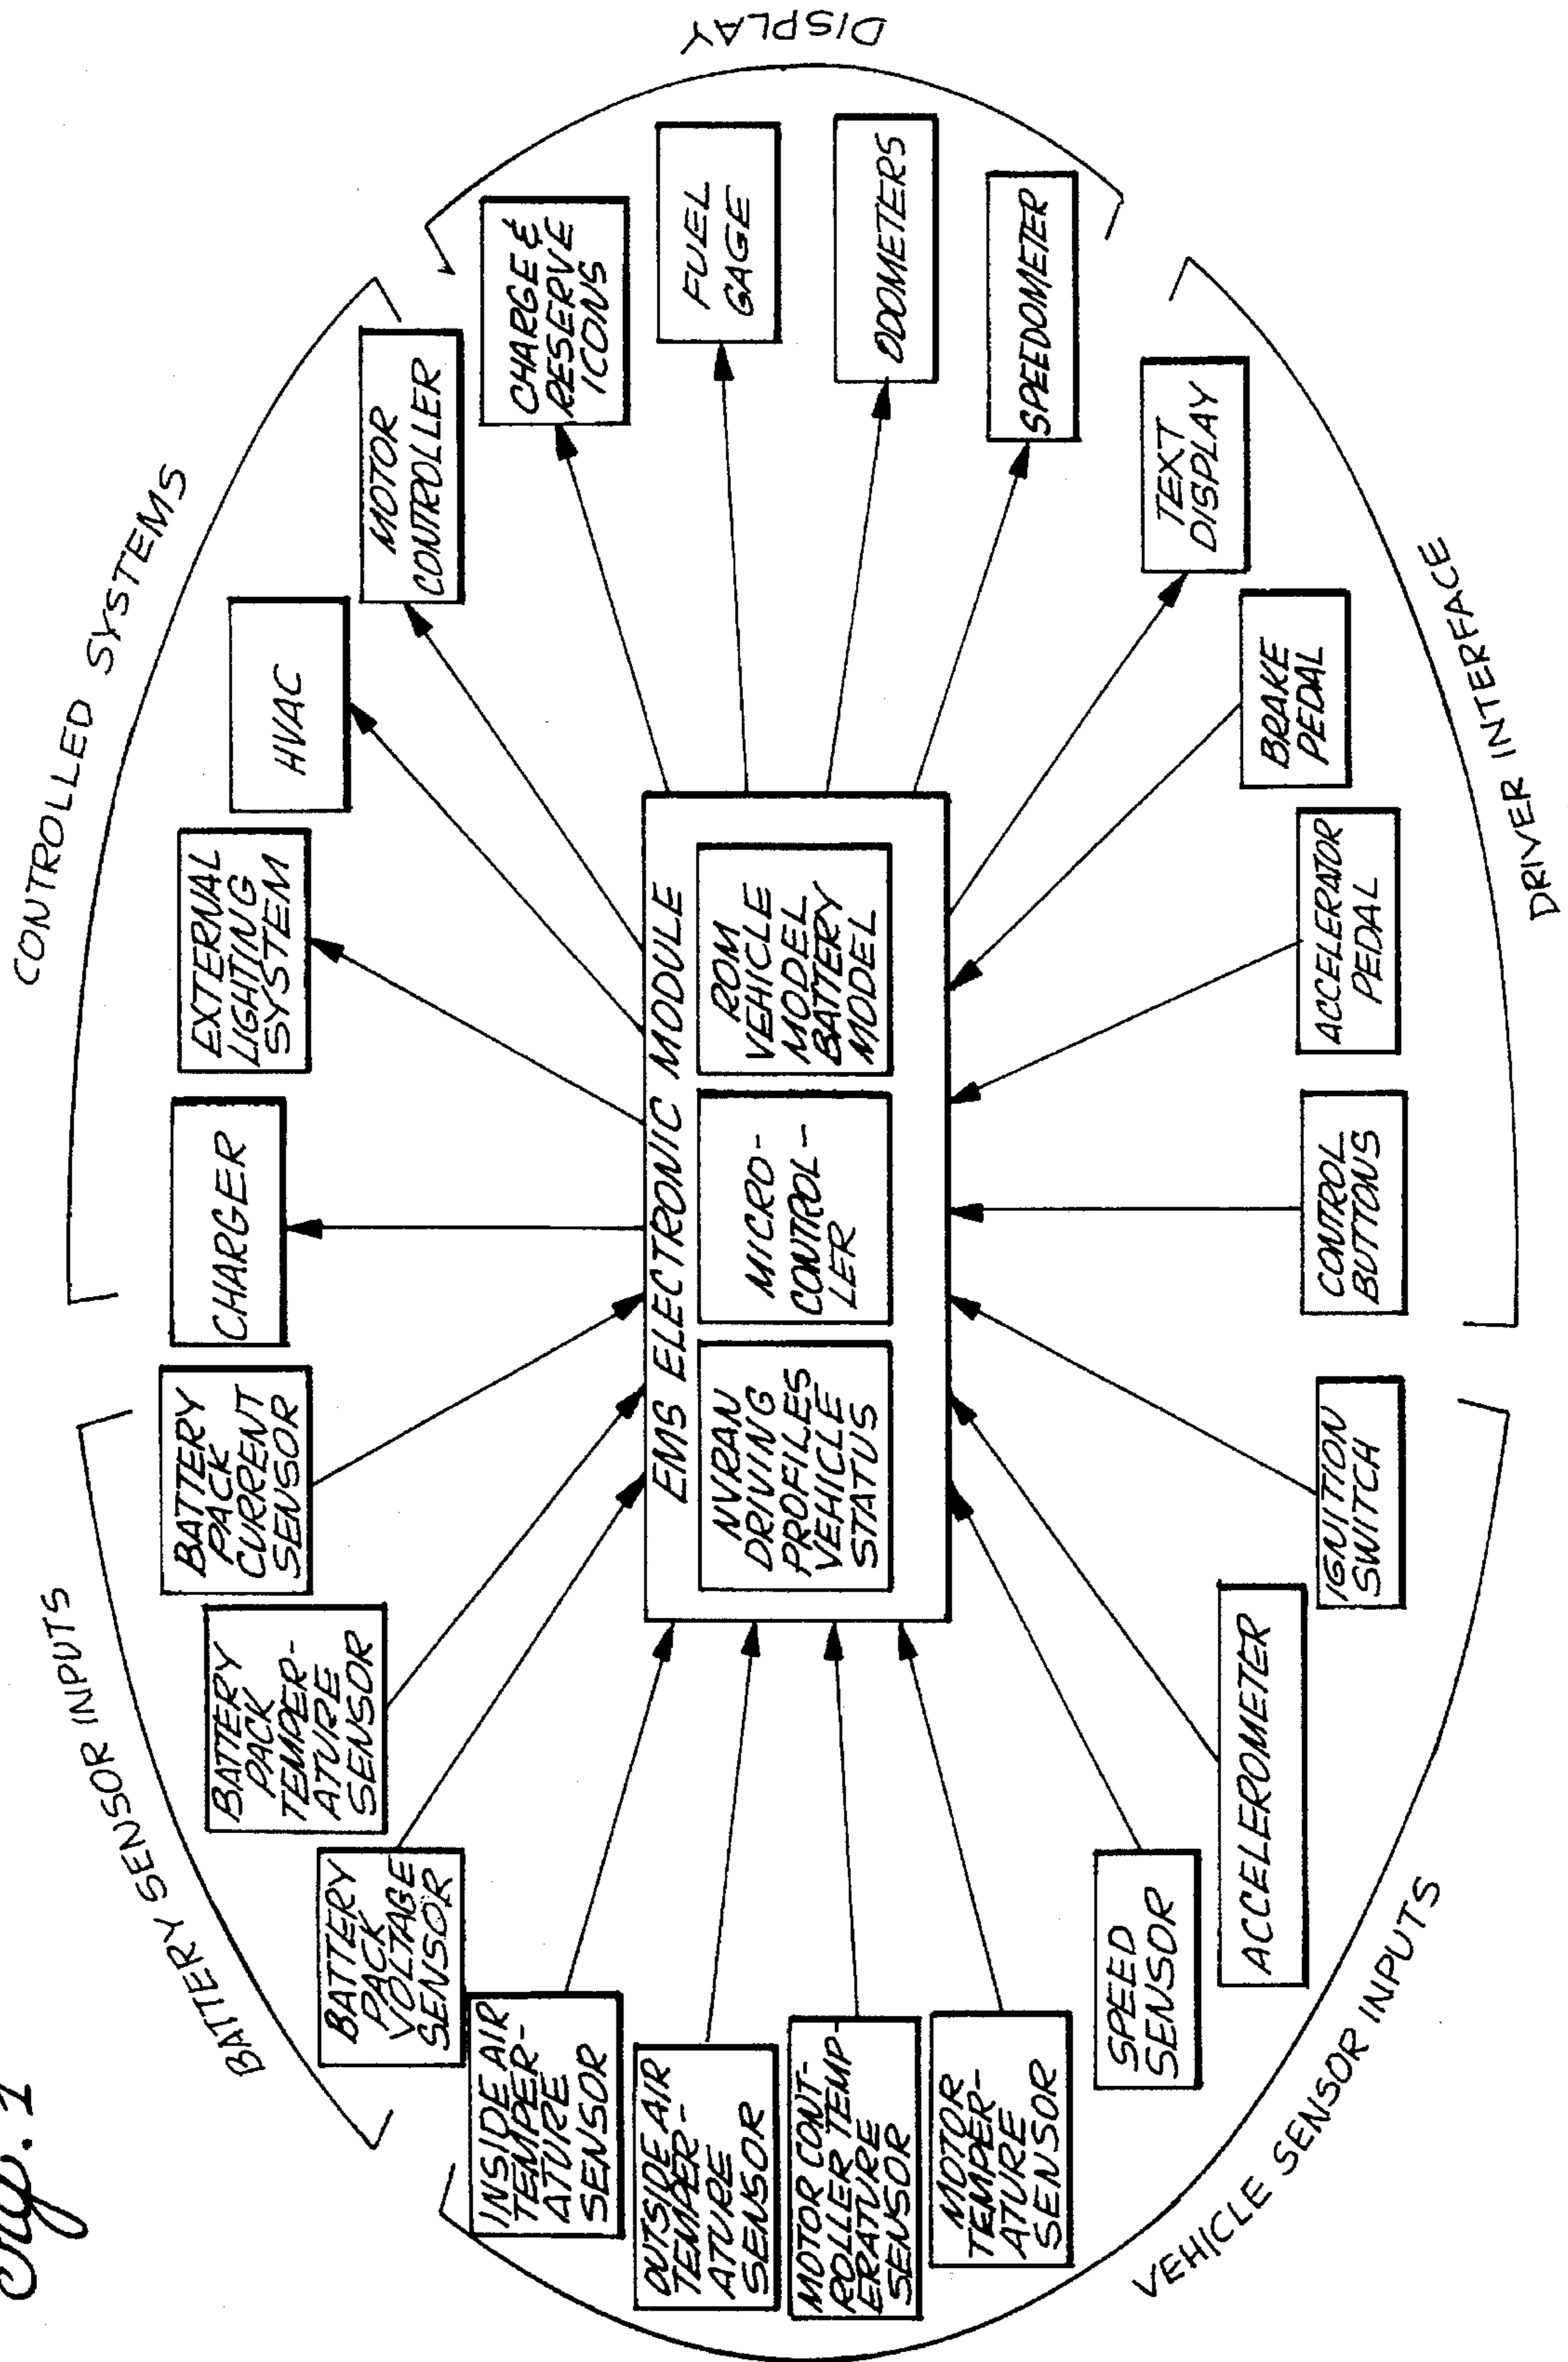 Fig. 1
BATTERY SENSOR INPUTS
CONTROLLED SYSTEMS
DISPLAY
BATTERY
PACK
VOLTAGE
SENSOR
BATTERY
PACK
TEMPER-
ATURE
SENSOR
BATTERY
PACK
CURRENT
SENSOR
CHARGER
EXTERNAL
LIGHTING
SYSTEM
HVAC
MOTOR
CONTROLLER
CHARGE &
RESERVE
ICONS
FUEL
GAGE
ODOMETERS
SPEEDOMETER
INSIDE AIR
TEMPER-
ATURE
SENSOR
OUTSIDE AIR
TEMPER-
ATURE
SENSOR
MOTOR CONT-
ROLLER TEMP-
ERATURE
SENSOR
MOTOR
TEMPER-
ATURE
SENSOR
EMS ELECTRONIC MODULE
NVRAN
DRIVING
PROFILES
VEHICLE
STATUS
MICRO-
CONTROL-
LER
ROM
VEHICLE
MODEL
BATTERY
MODEL
SPEED
SENSOR
ACCELEROMETER
IGNITION
SWITCH
CONTROL
BUTTONS
ACCELERATOR
PEDAL
BRAKE
PEDAL
TEXT
DISPLAY
VEHICLE SENSOR INPUTS
DRIVER INTERFACE